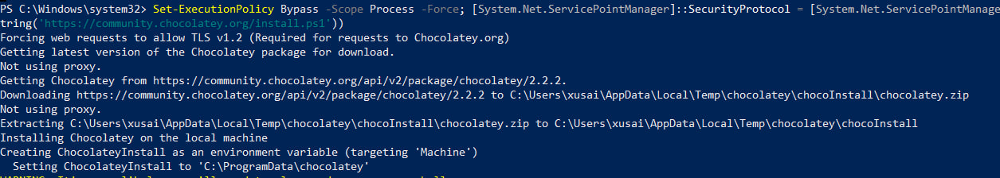 PS C:\Windows\system32> Set-ExecutionPolicy Bypass -Scope Process -Force; [System.Net.ServicePointManager]::SecurityProtocol = [System.Net.ServicePointManage
tring('https://community.chocolatey.org/install.ps1'))
Forcing web requests to allow TLS v1.2 (Required for requests to Chocolatey.org)
Getting latest version of the Chocolatey package for download.
Not using proxy.
Getting Chocolatey from https://community.chocolatey.org/api/v2/package/chocolatey/2.2.2.
Downloading https://community.chocolatey.org/api/v2/package/chocolatey/2.2.2 to C:\Users\xusai\AppData\Local\Temp\chocolatey\chocoInstall\chocolatey.zip
Not using proxy.
Extracting C:\Users\xusai\AppData\Local\Temp\chocolatey\chocoInstall\chocolatey.zip to C:\Users\xusai\AppData\Local\Temp\chocolatey\chocoInstall
Installing Chocolatey on the local machine
Creating ChocolateyInstall as an environment variable (targeting 'Machine')
  Setting ChocolateyInstall to 'C:\ProgramData\chocolatey'